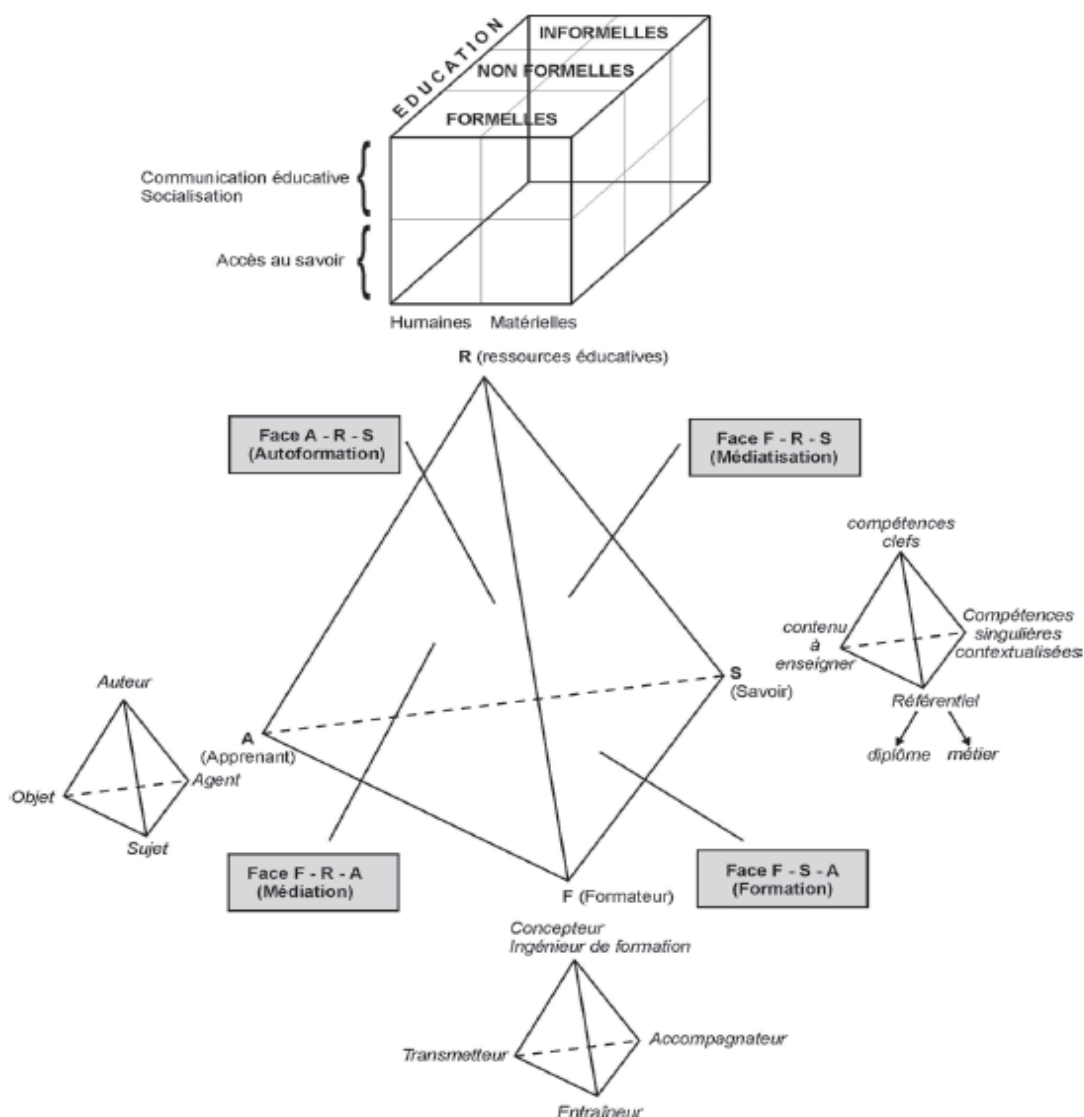 EDUCATION
INFORMELLES
NON FORMELLES
FORMELLES
Communication éducative
Socialisation
Accès au savoir
Humaines
Matérielles
R (ressources éducatives)
Face A - R - S
(Autoformation)
Face F - R - S
(Médiatisation)
compétences
clefs
contenu
à
enseigner
Compétences
singulières
contextualisées
Référentiel
diplôme
métier
S
(Savoir)
A
(Apprenant)
Auteur
Agent
Objet
Sujet
Face F - R - A
(Médiation)
Face F - S - A
(Formation)
F (Formateur)
Concepteur
Ingénieur de formation
Transmetteur
Accompagnateur
Entraîneur